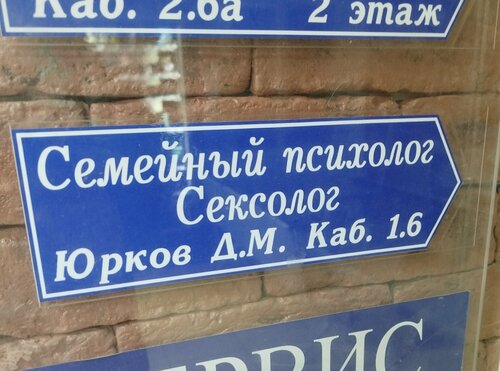 Каб. 2.6а 2 этаж
Семейный психолог
Сексолог
Юрков Д.М. Каб. 1.6